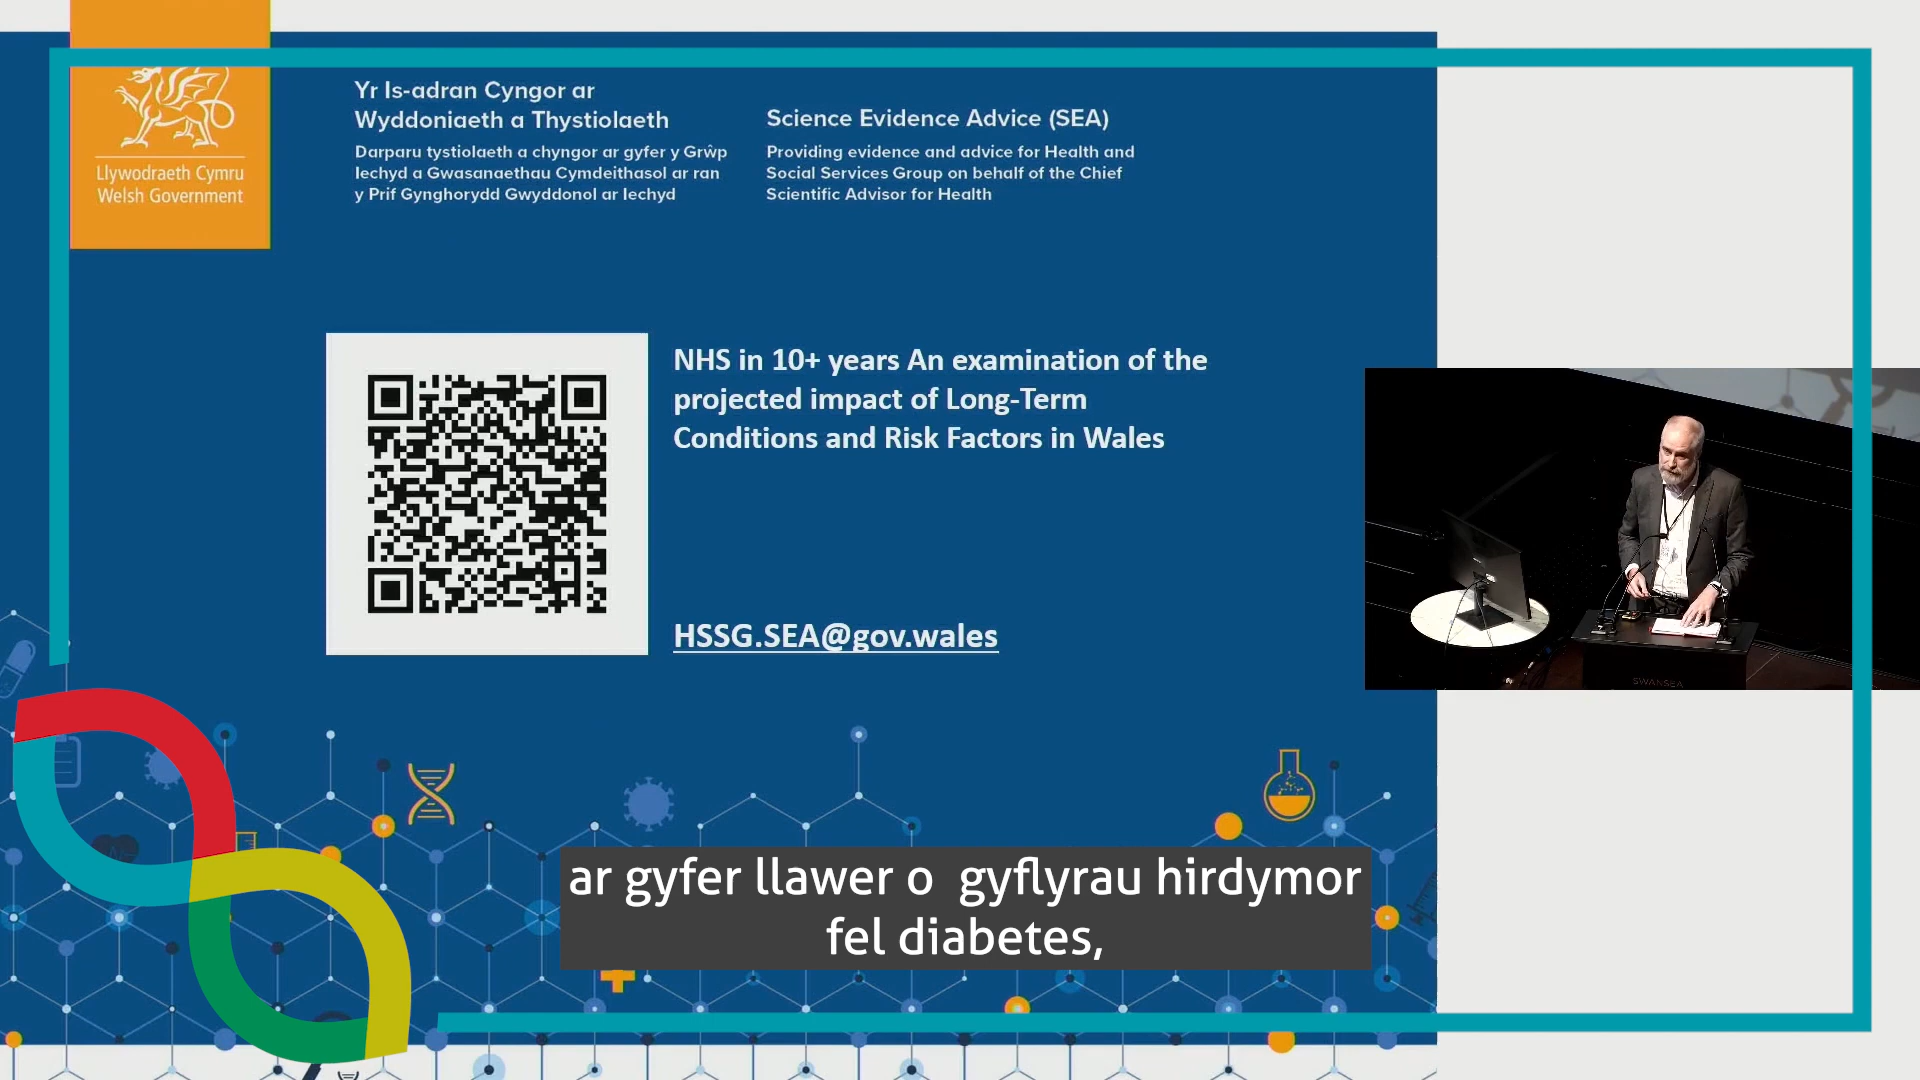 Llywodraeth Cymru
Welsh Government
Yr Is-adran Cyngor ar
Wyddoniaeth a Thystiolaeth
Darparu tystiolaeth a chyngor ar gyfer y Grŵp
Iechyd a Gwasanaethau Cymdeithasol ar ran
y Prif Gynghorydd Gwyddonol ar Iechyd
Science Evidence Advice (SEA)
Providing evidence and advice for Health and
Social Services Group on behalf of the Chief
Scientific Advisor for Health
NHS in 10+ years An examination of the
projected impact of Long-Term
Conditions and Risk Factors in Wales
HSSG.SEA@gov.wales
SWANSEA
ar gyfer llawer o  gyflyrau hirdymor
fel diabetes,